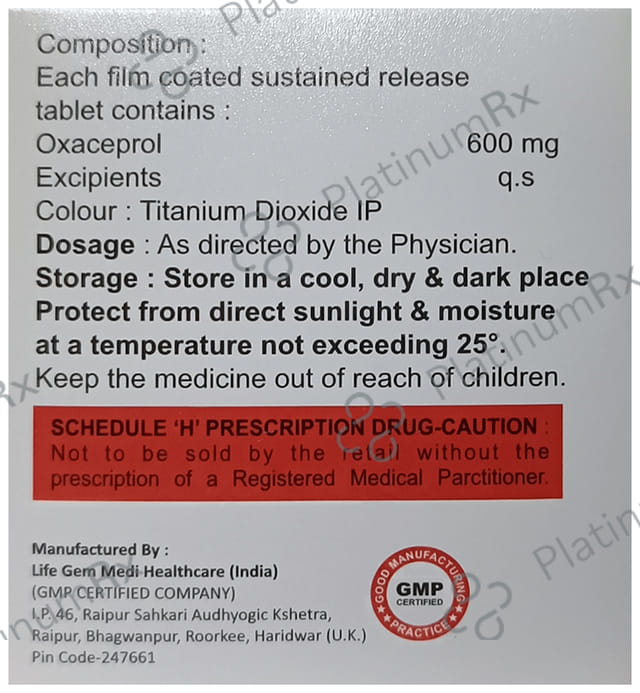 Composition :
Each film coated sustained release
tablet contains :
Oxaceprol 600 mg
Excipients q.s
Colour : Titanium Dioxide IP
Dosage : As directed by the Physician.
Storage : Store in a cool, dry & dark place
Protect from direct sunlight & moisture
at a temperature not exceeding 25°.
Keep the medicine out of reach of children.
SCHEDULE 'H' PRESCRIPTION DRUG-CAUTION :
Not to be sold by the retail without the
prescription of a Registered Medical Parctitioner.
Manufactured By :
Life Gem Medi Healthcare (India)
(GMP CERTIFIED COMPANY)
I.P.46, Raipur Sahkari Audhyogic Kshetra,
Raipur, Bhagwanpur, Roorkee, Haridwar (U.K.)
Pin Code-247661
GOOD MANUFACTURING
GMP
CERTIFIED
PRACTICE
PlatinumRx
PlatinumRx